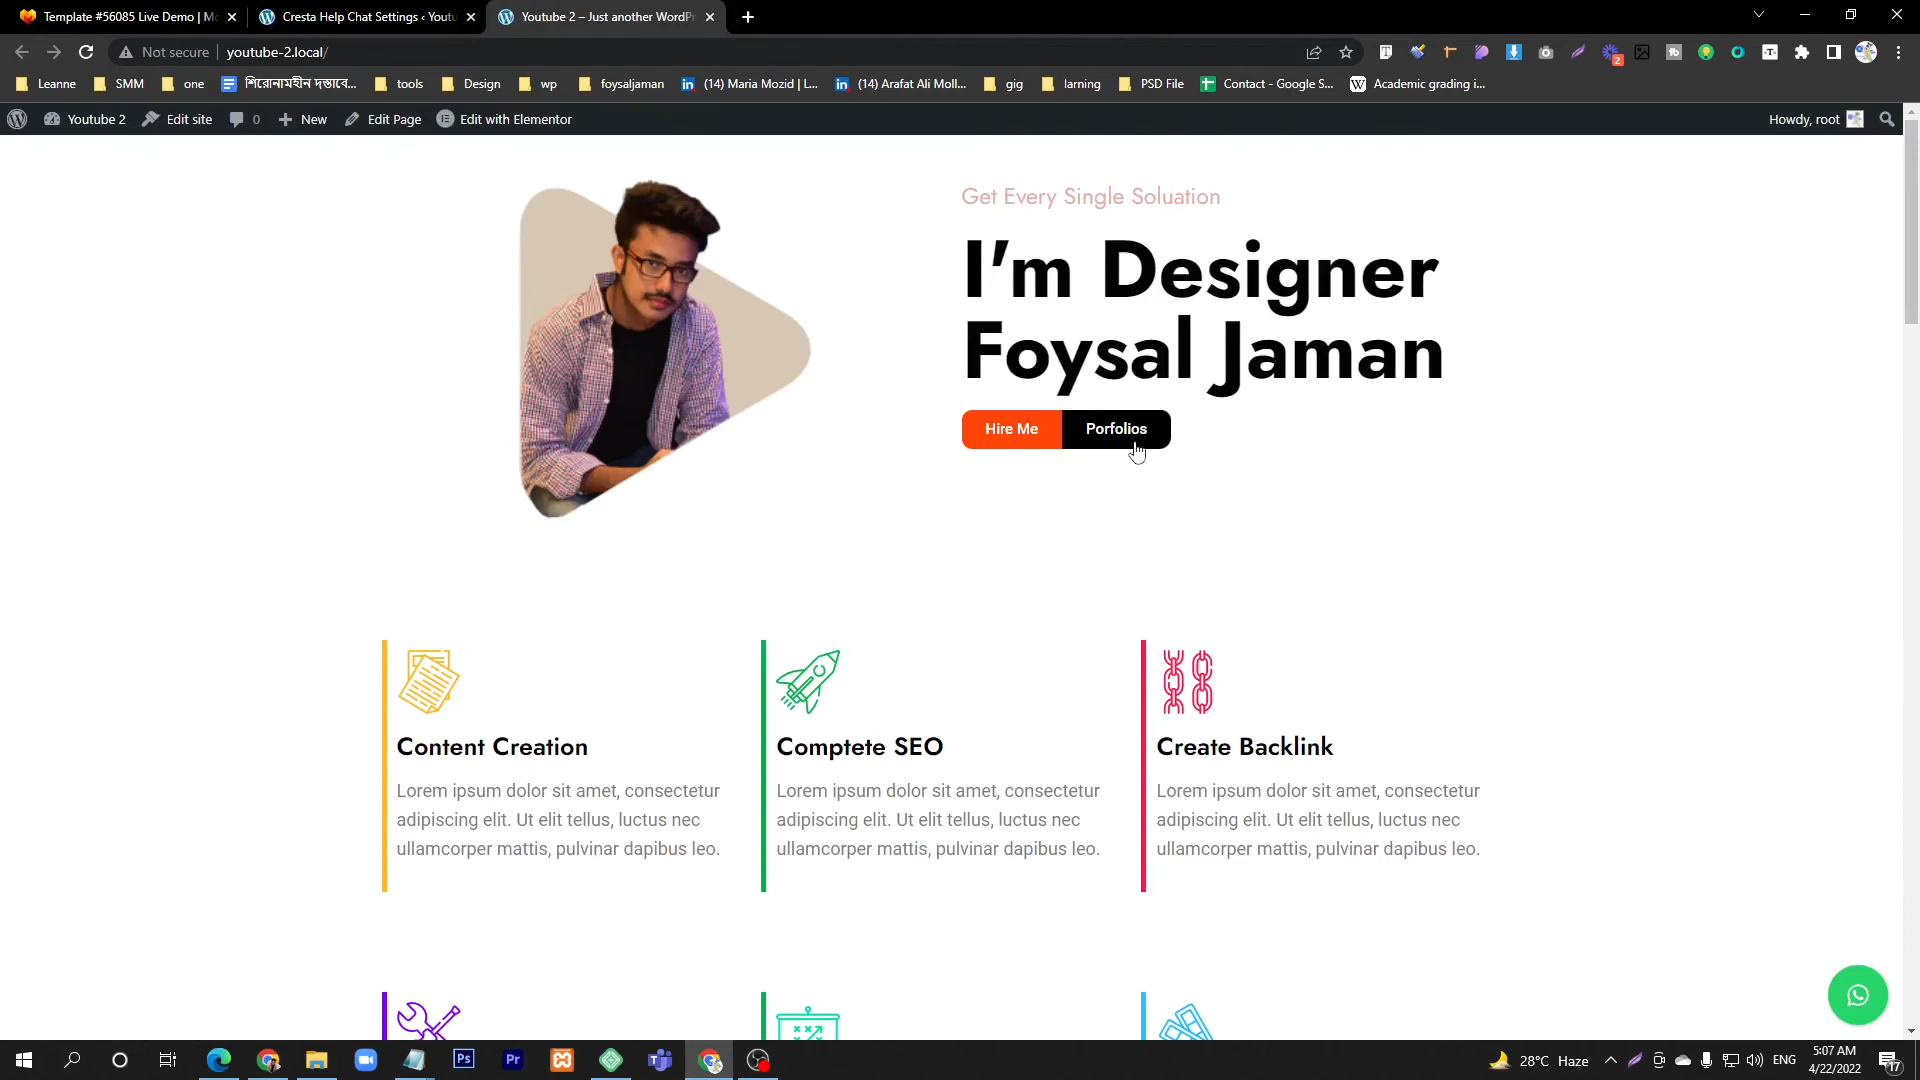 Template #56085 Live Demo | Mo
Cresta Help Chat Settings ‹ Youtu
Youtube 2 – Just another WordPr
Not secure
youtube-2.local/
Leanne
SMM
one
শিরোনামহীন দস্তাবে...
tools
Design
wp
foysaljaman
(14) Maria Mozid | L...
(14) Arafat Ali Moll...
gig
larning
PSD File
Contact - Google S...
Academic grading i...
Youtube 2
Edit site
0
New
Edit Page
Edit with Elementor
Howdy, root
Get Every Single Soluation
I'm Designer
Foysal Jaman
Hire Me
Porfolios
Content Creation
Lorem ipsum dolor sit amet, consectetur
adipiscing elit. Ut elit tellus, luctus nec
ullamcorper mattis, pulvinar dapibus leo.
Comptete SEO
Lorem ipsum dolor sit amet, consectetur
adipiscing elit. Ut elit tellus, luctus nec
ullamcorper mattis, pulvinar dapibus leo.
Create Backlink
Lorem ipsum dolor sit amet, consectetur
adipiscing elit. Ut elit tellus, luctus nec
ullamcorper mattis, pulvinar dapibus leo.
Ps
Pr
28°C Haze
ENG
5:07 AM
4/22/2022
17